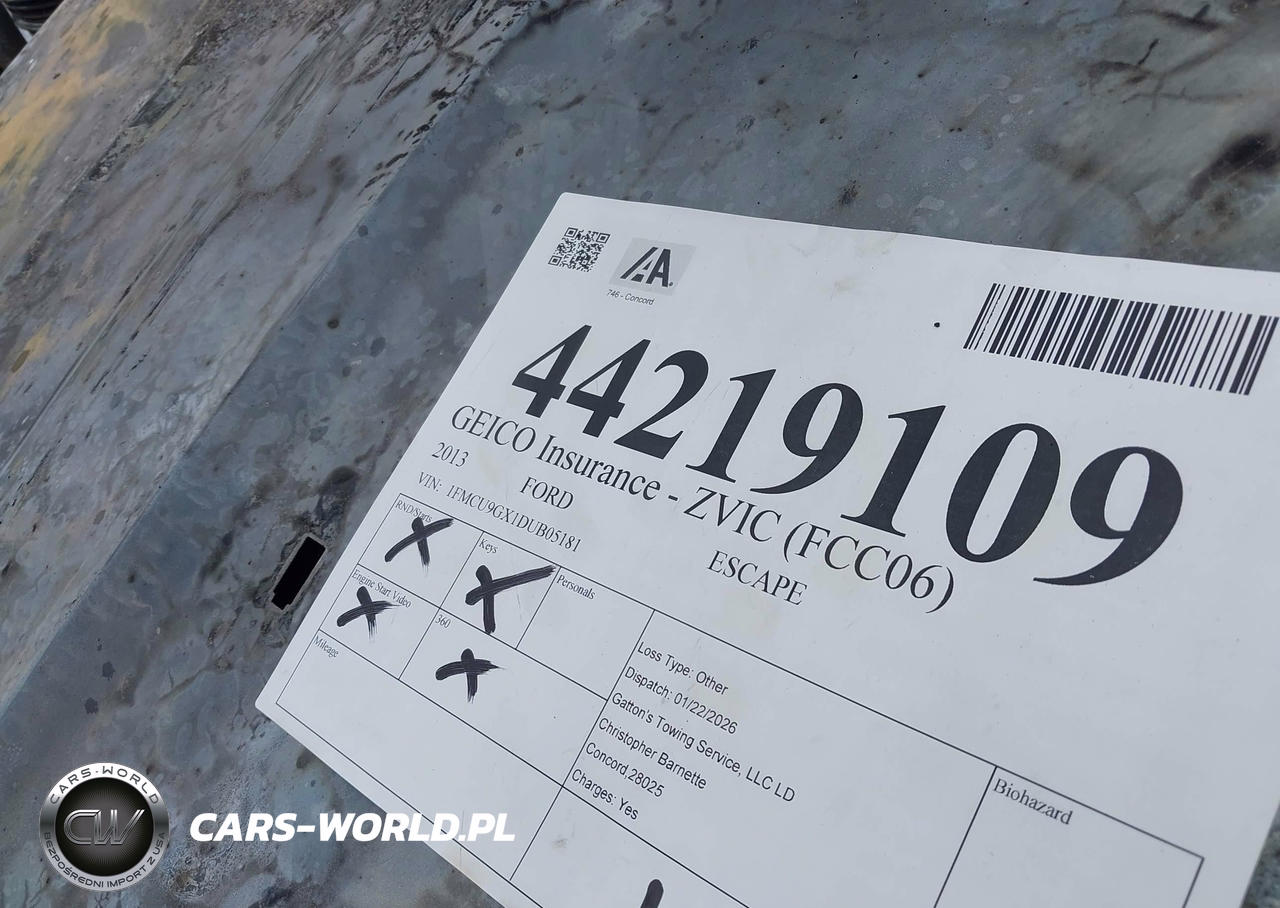 IAA
746 - Concord
44219109
GEICO Insurance - ZVIC (FCC06)
2013 FORD ESCAPE
VIN: 1FMCU9GX1DUB05181
RND/Starts
Keys
Personals
Engine Start Video
360
Mileage
Loss Type: Other
Dispatch: 01/22/2026
Gatton's Towing Service, LLC LD
Christopher Barnette
Concord,28025
Charges: Yes
Biohazard
CARS-WORLD
CW
BEZPOŚREDNI IMPORT Z USA
CARS-WORLD.PL